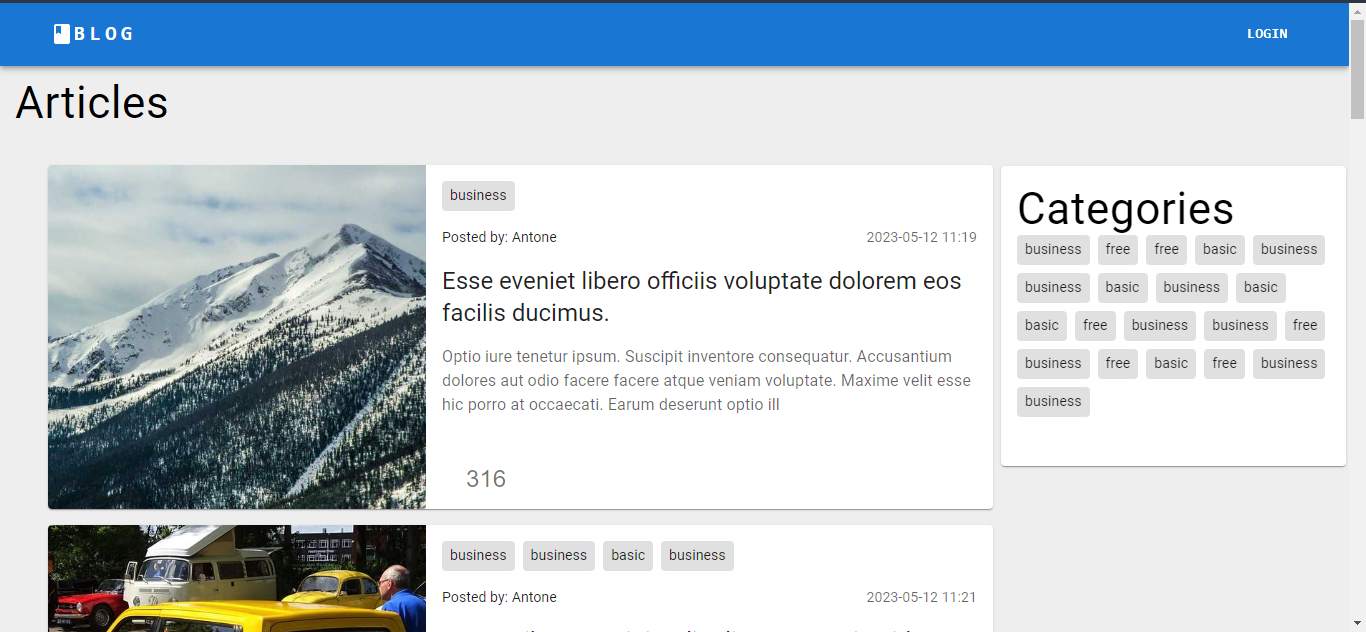 BLOG
LOGIN
Articles
business
Posted by: Antone
2023-05-12 11:19
Esse eveniet libero officiis voluptate dolorem eos
facilis ducimus.
Optio iure tenetur ipsum. Suscipit inventore consequatur. Accusantium
dolores aut odio facere facere atque veniam voluptate. Maxime velit esse
hic porro at occaecati. Earum deserunt optio ill
316
Categories
business free free basic business
business basic business basic
basic free business business free
business free basic free business
business
business business basic business
Posted by: Antone
2023-05-12 11:21